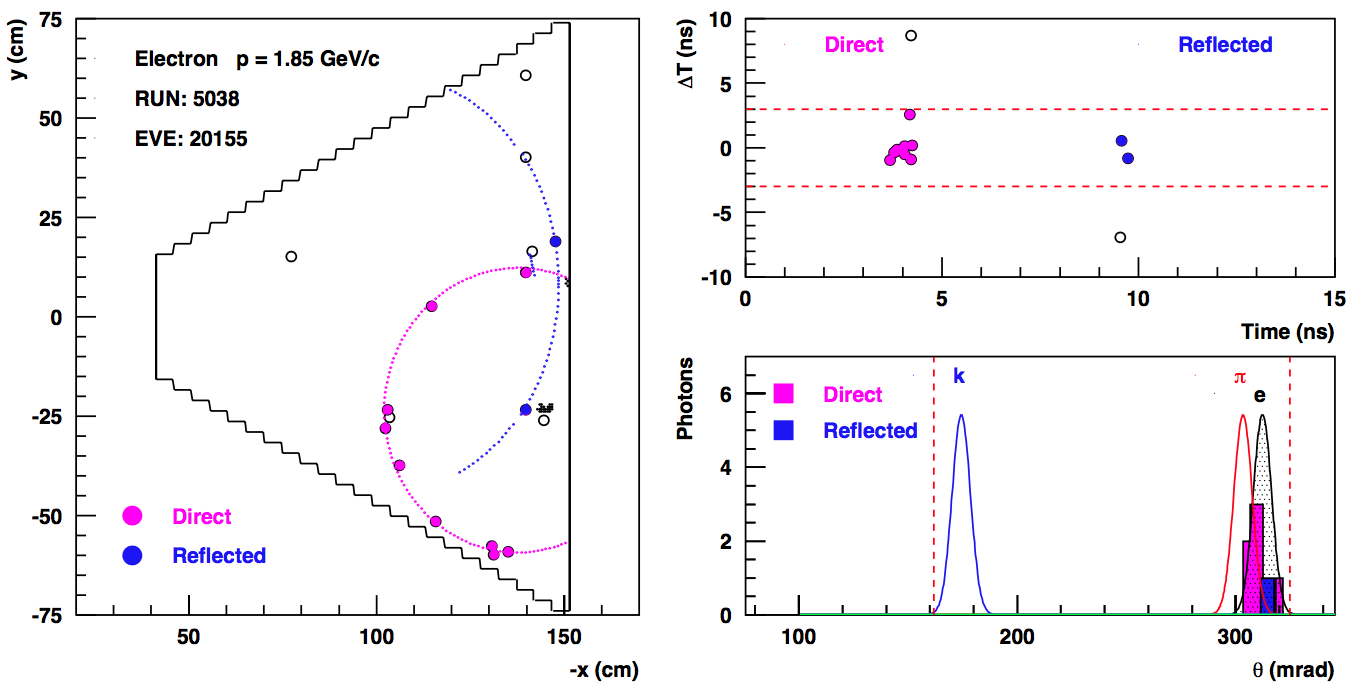 y (cm)
75
50
25
0
-25
-50
-75
Electron p = 1.85 GeV/c
RUN: 5038
EVE: 20155
Direct
Reflected
50
100
150
-x (cm)
ΔT (ns)
10
5
0
-5
-10
Direct
Reflected
0
5
10
15
Time (ns)
Photons
6
4
2
0
Direct
Reflected
k
π
e
100
200
300
θ (mrad)